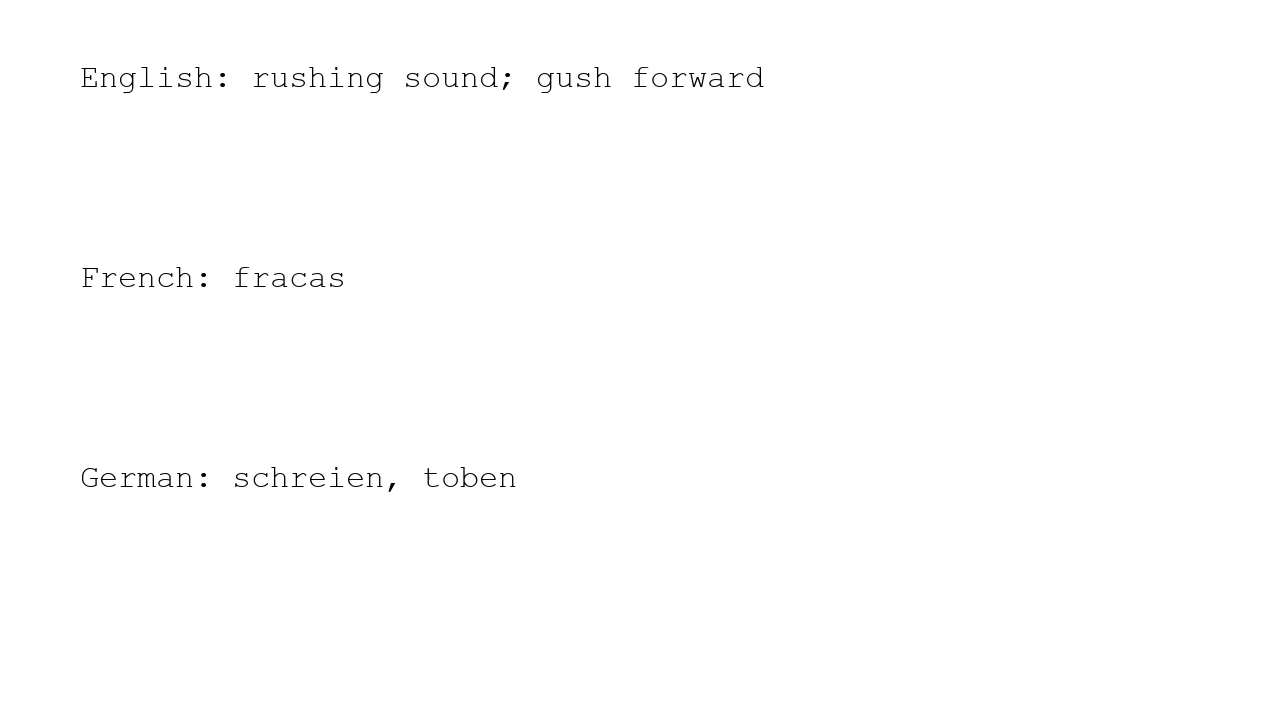 English: rushing sound; gush forward
French: fracas
German: schreien, toben